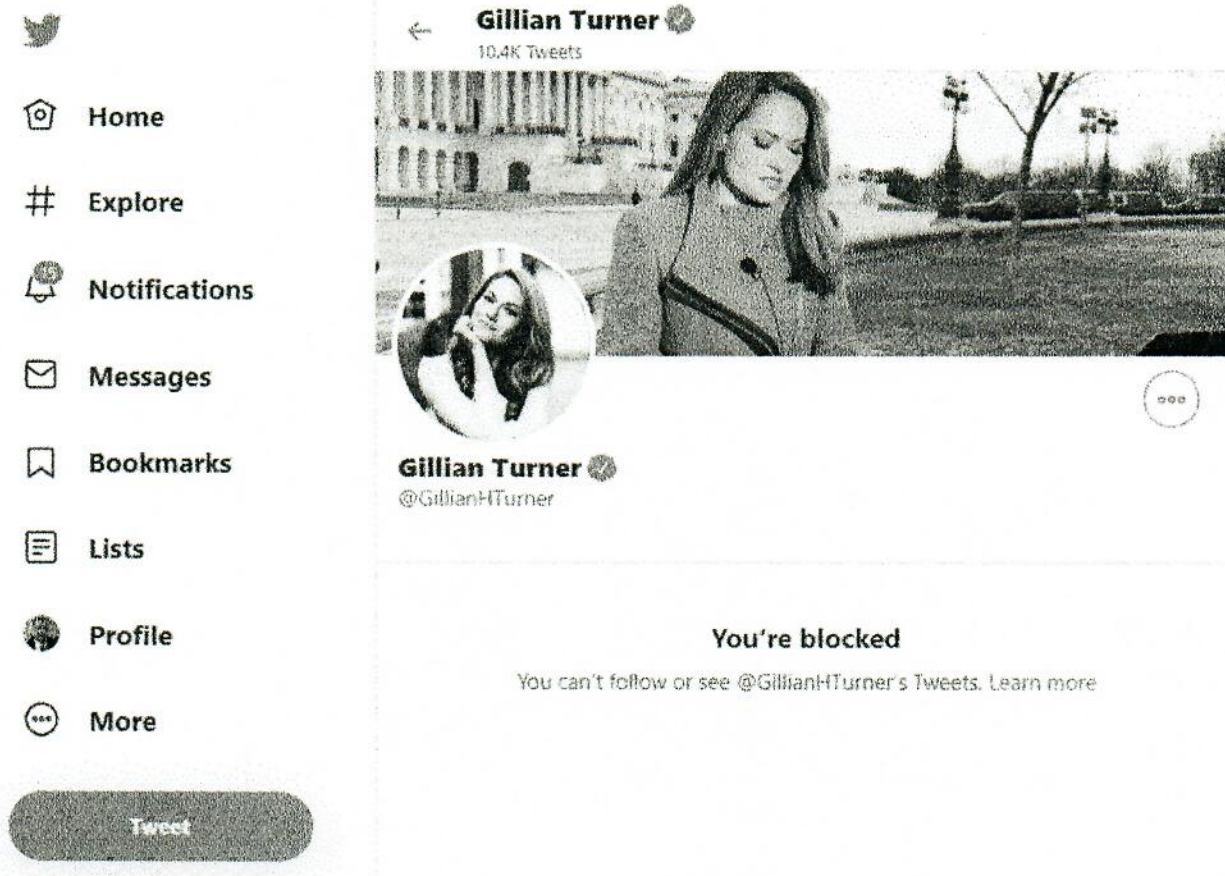 Gillian Turner
10.4K Tweets
Home
Explore
Notifications
Messages
Bookmarks
Lists
Profile
More
Tweet
Gillian Turner
@GillianHTurner
You're blocked
You can't follow or see @GillianHTurner's Tweets. Learn more